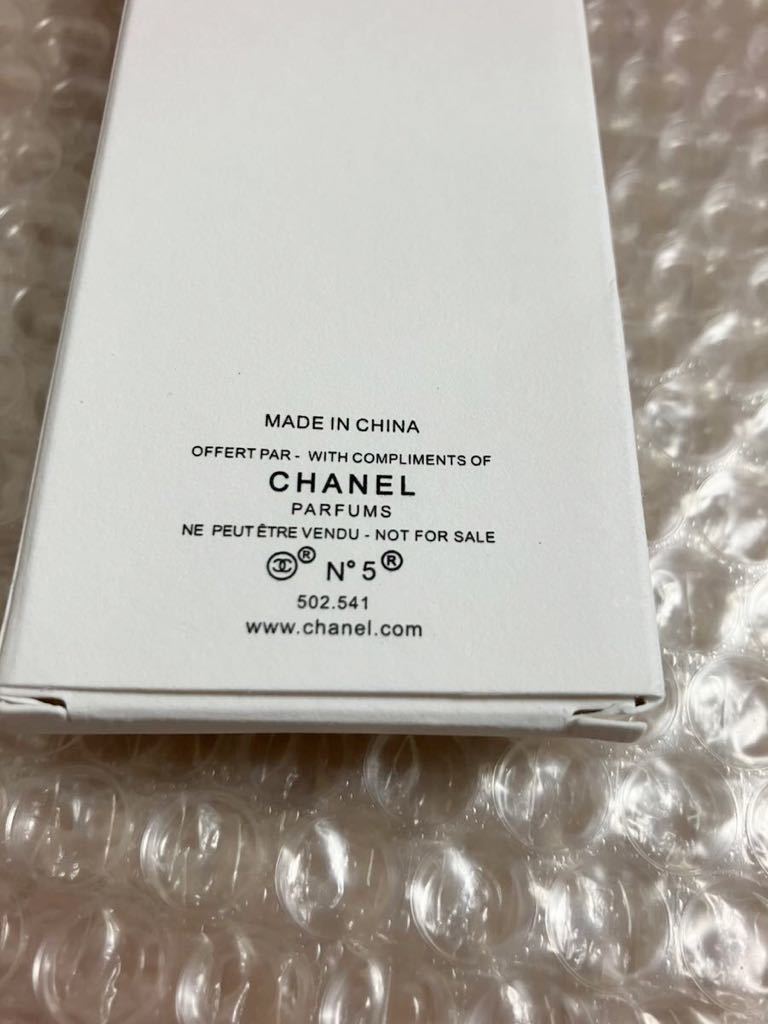 MADE IN CHINA
OFFERT PAR - WITH COMPLIMENTS OF
CHANEL
PARFUMS
NE PEUT ÊTRE VENDU - NOT FOR SALE
® N° 5®
502.541
www.chanel.com